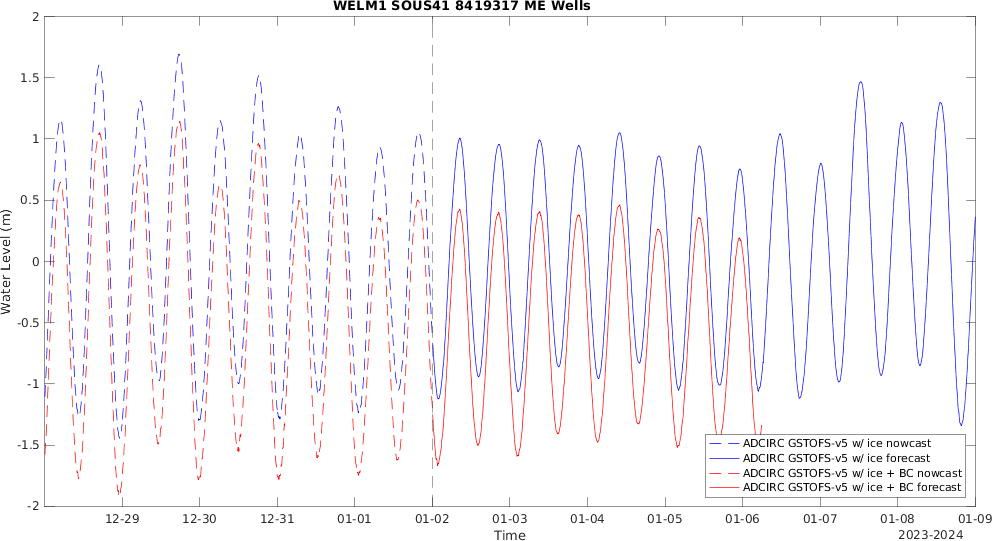 WELM1 SOUS41 8419317 ME Wells
2
1.5
1
0.5
0
-0.5
-1
-1.5
-2
Water Level (m)
ADCIRC GSTOFS-v5 w/ ice nowcast
ADCIRC GSTOFS-v5 w/ ice forecast
ADCIRC GSTOFS-v5 w/ ice + BC nowcast
ADCIRC GSTOFS-v5 w/ ice + BC forecast
12-29 12-30 12-31 01-01 01-02 01-03 01-04 01-05 01-06 01-07 01-08 01-09
Time
2023-2024